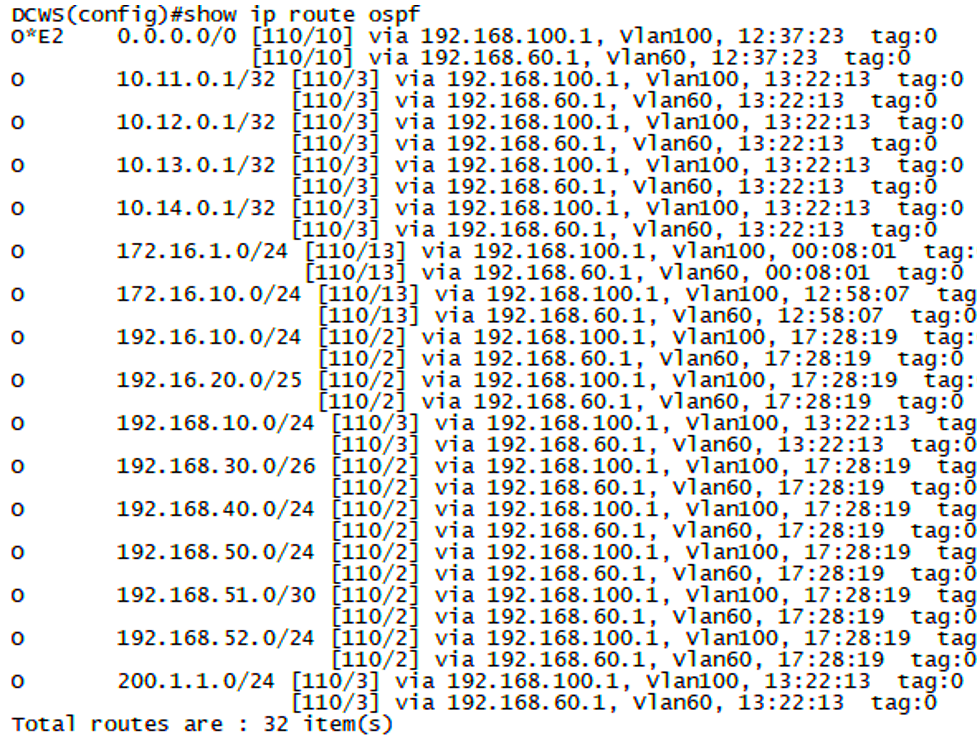 DCWS(config)#show ip route ospf
O*E2    0.0.0.0/0 [110/10] via 192.168.100.1, Vlan100, 12:37:23  tag:0
                  [110/10] via 192.168.60.1, Vlan60, 12:37:23  tag:0
O       10.11.0.1/32 [110/3] via 192.168.100.1, Vlan100, 13:22:13  tag:0
                     [110/3] via 192.168.60.1, Vlan60, 13:22:13  tag:0
O       10.12.0.1/32 [110/3] via 192.168.100.1, Vlan100, 13:22:13  tag:0
                     [110/3] via 192.168.60.1, Vlan60, 13:22:13  tag:0
O       10.13.0.1/32 [110/3] via 192.168.100.1, Vlan100, 13:22:13  tag:0
                     [110/3] via 192.168.60.1, Vlan60, 13:22:13  tag:0
O       10.14.0.1/32 [110/3] via 192.168.100.1, Vlan100, 13:22:13  tag:0
                     [110/3] via 192.168.60.1, Vlan60, 13:22:13  tag:0
O       172.16.1.0/24 [110/13] via 192.168.100.1, Vlan100, 00:08:01  tag:
                      [110/13] via 192.168.60.1, Vlan60, 00:08:01  tag:0
O       172.16.10.0/24 [110/13] via 192.168.100.1, Vlan100, 12:58:07  tag
                       [110/13] via 192.168.60.1, Vlan60, 12:58:07  tag:0
O       192.16.10.0/24 [110/2] via 192.168.100.1, Vlan100, 17:28:19  tag:
                       [110/2] via 192.168.60.1, Vlan60, 17:28:19  tag:0
O       192.16.20.0/25 [110/2] via 192.168.100.1, Vlan100, 17:28:19  tag:
                       [110/2] via 192.168.60.1, Vlan60, 17:28:19  tag:0
O       192.168.10.0/24 [110/3] via 192.168.100.1, Vlan100, 13:22:13  tag
                        [110/3] via 192.168.60.1, Vlan60, 13:22:13  tag:0
O       192.168.30.0/26 [110/2] via 192.168.100.1, Vlan100, 17:28:19  tag
                        [110/2] via 192.168.60.1, Vlan60, 17:28:19  tag:0
O       192.168.40.0/24 [110/2] via 192.168.100.1, Vlan100, 17:28:19  tag
                        [110/2] via 192.168.60.1, Vlan60, 17:28:19  tag:0
O       192.168.50.0/24 [110/2] via 192.168.100.1, Vlan100, 17:28:19  tag
                        [110/2] via 192.168.60.1, Vlan60, 17:28:19  tag:0
O       192.168.51.0/30 [110/2] via 192.168.100.1, Vlan100, 17:28:19  tag
                        [110/2] via 192.168.60.1, Vlan60, 17:28:19  tag:0
O       192.168.52.0/24 [110/2] via 192.168.100.1, Vlan100, 17:28:19  tag
                        [110/2] via 192.168.60.1, Vlan60, 17:28:19  tag:0
O       200.1.1.0/24 [110/3] via 192.168.100.1, Vlan100, 13:22:13  tag:0
                     [110/3] via 192.168.60.1, Vlan60, 13:22:13  tag:0
Total routes are : 32 item(s)